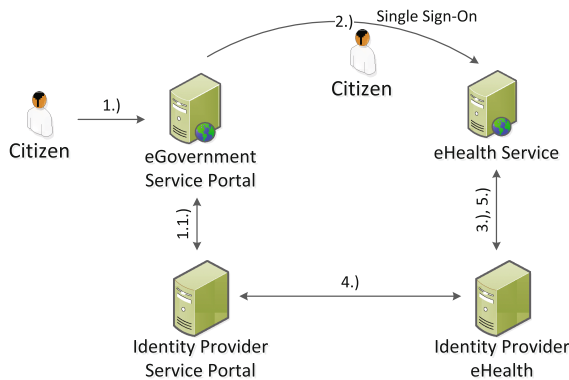 2.)
Single Sign-On
1.)
Citizen
Citizen
eGovernment
Service Portal
eHealth Service
1.1.)
3.), 5.)
4.)
Identity Provider
Service Portal
Identity Provider
eHealth